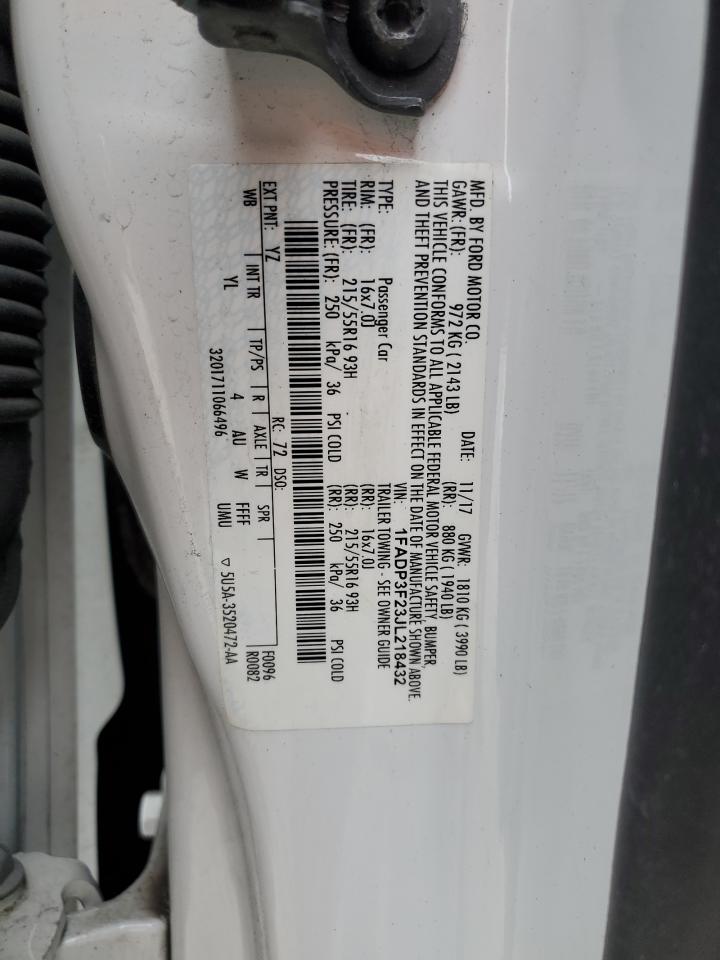 MFD. BY FORD MOTOR CO. DATE: 11/17 GVWR: 1810 KG ( 3990 LB)
GAWR: (FR): 972 KG ( 2143 LB) (RR): 880 KG ( 1940 LB)
THIS VEHICLE CONFORMS TO ALL APPLICABLE FEDERAL MOTOR VEHICLE SAFETY, BUMPER,
AND THEFT PREVENTION STANDARDS IN EFFECT ON THE DATE OF MANUFACTURE SHOWN ABOVE.
VIN: 1FADP3F23JL218432
TYPE: Passenger Car TRAILER TOWING - SEE OWNER GUIDE
RIM: (FR): 16x7.0J (RR): 16x7.0J
TIRE: (FR): 215/55R16 93H (RR): 215/55R16 93H
PRESSURE: (FR): 250 kPa/ 36 PSI COLD (RR): 250 kPa/ 36 PSI COLD
RC: 72 DSO:
EXT PNT: YZ F0096
WB INT TR TP/PS R AXLE TR SPR R0082
YL 4 AU W FFFF
3201711066496 UMU ▽ 5U5A-3520472-AA